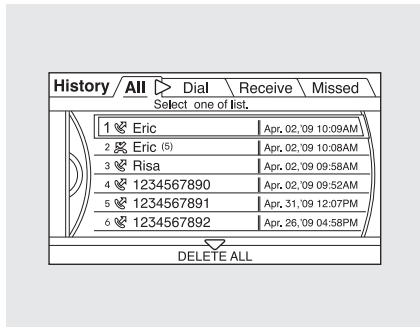 History All Dial Receive Missed
Select one of list.
1 Eric Apr. 02,'09 10:09AM
2 Eric (5) Apr. 02,'09 10:08AM
3 Risa Apr. 02,'09 09:58AM
4 1234567890 Apr. 02,'09 09:52AM
5 1234567891 Apr. 31,'09 12:07PM
6 1234567892 Apr. 26,'09 04:58PM
DELETE ALL